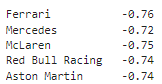 Ferrari -0.76
Mercedes -0.72
McLaren -0.75
Red Bull Racing -0.74
Aston Martin -0.74